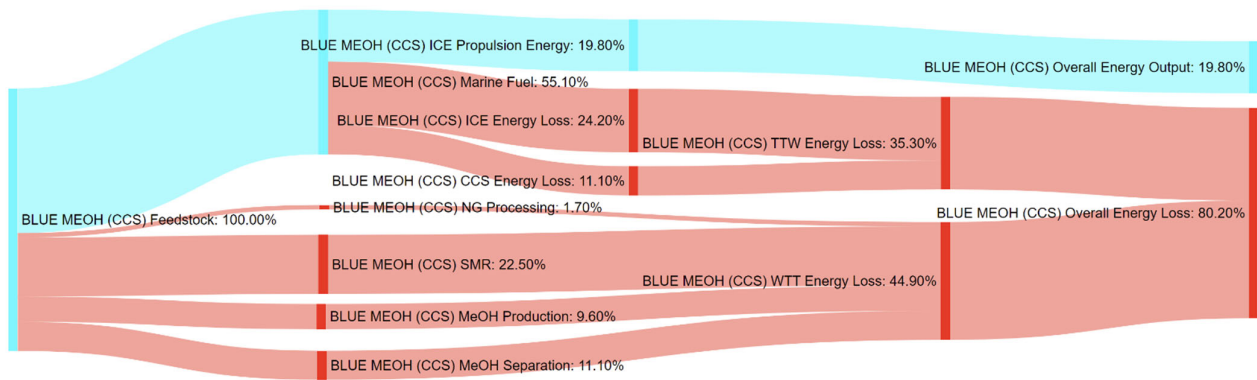 BLUE MEOH (CCS) ICE Propulsion Energy: 19.80%
BLUE MEOH (CCS) Overall Energy Output: 19.80%
BLUE MEOH (CCS) Marine Fuel: 55.10%
BLUE MEOH (CCS) ICE Energy Loss: 24.20%
BLUE MEOH (CCS) TTW Energy Loss: 35.30%
BLUE MEOH (CCS) CCS Energy Loss: 11.10%
BLUE MEOH (CCS) NG Processing: 1.70%
BLUE MEOH (CCS) Feedstock: 100.00%
BLUE MEOH (CCS) Overall Energy Loss: 80.20%
BLUE MEOH (CCS) SMR: 22.50%
BLUE MEOH (CCS) WTT Energy Loss: 44.90%
BLUE MEOH (CCS) MeOH Production: 9.60%
BLUE MEOH (CCS) MeOH Separation: 11.10%